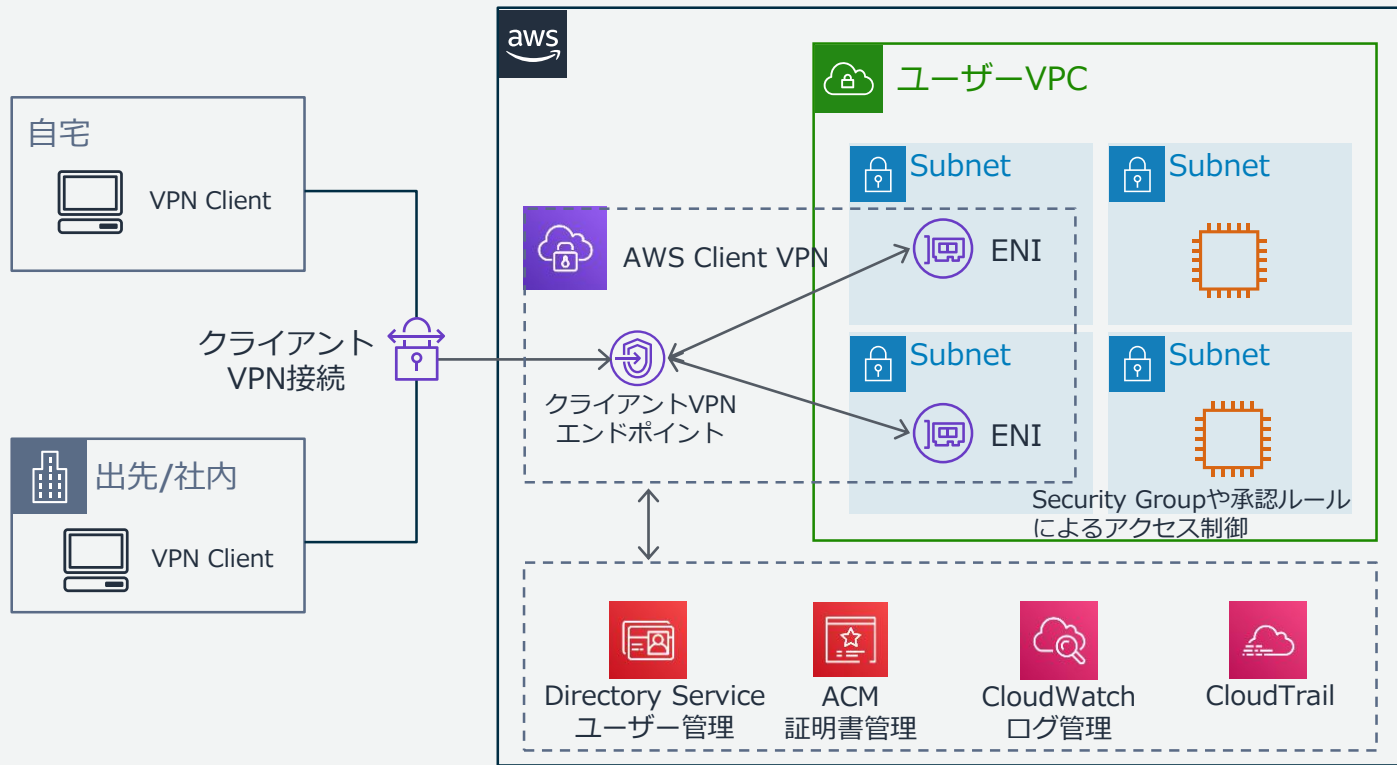 aws
ユーザーVPC
自宅
VPN Client
Subnet
Subnet
AWS Client VPN
ENI
クライアント
VPN接続
クライアントVPN
エンドポイント
Subnet
Subnet
ENI
出先/社内
VPN Client
Security Groupや承認ルール
によるアクセス制御
Directory Service
ユーザー管理
ACM
証明書管理
CloudWatch
ログ管理
CloudTrail